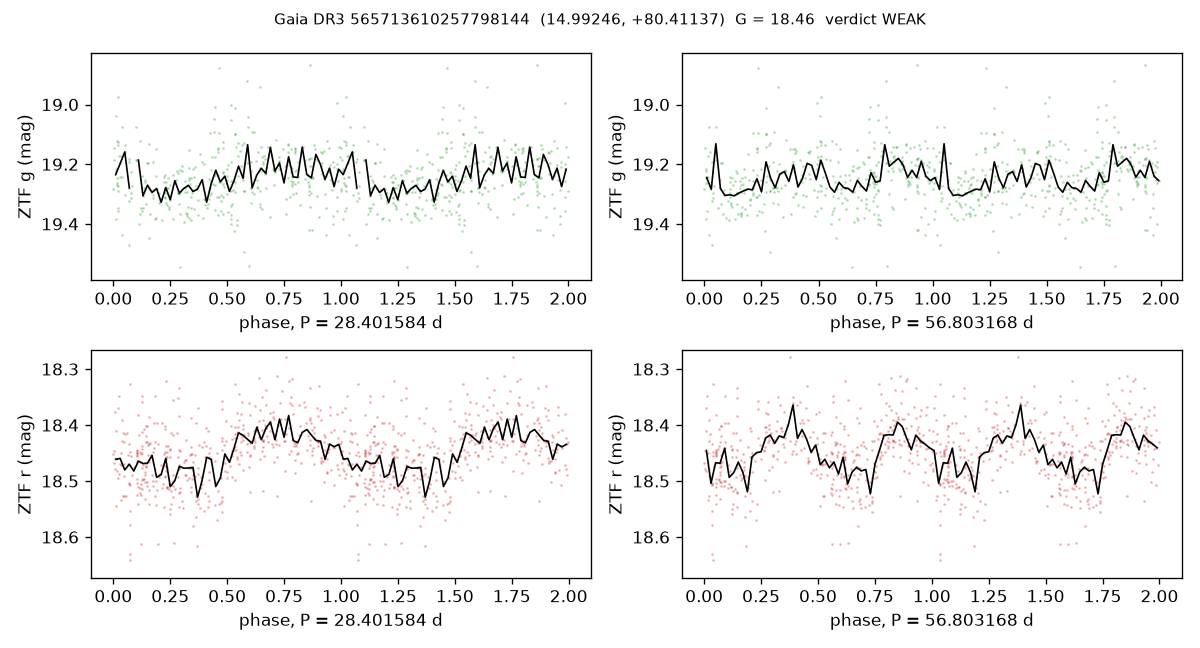 Gaia DR3 565713610257798144 (14.99246, +80.41137) G = 18.46 verdict WEAK
ZTF g (mag)
19.0
19.2
19.4
0.00 0.25 0.50 0.75 1.00 1.25 1.50 1.75 2.00
phase, P = 28.401584 d
ZTF g (mag)
19.0
19.2
19.4
0.00 0.25 0.50 0.75 1.00 1.25 1.50 1.75 2.00
phase, P = 56.803168 d
ZTF r (mag)
18.3
18.4
18.5
18.6
0.00 0.25 0.50 0.75 1.00 1.25 1.50 1.75 2.00
phase, P = 28.401584 d
ZTF r (mag)
18.3
18.4
18.5
18.6
0.00 0.25 0.50 0.75 1.00 1.25 1.50 1.75 2.00
phase, P = 56.803168 d